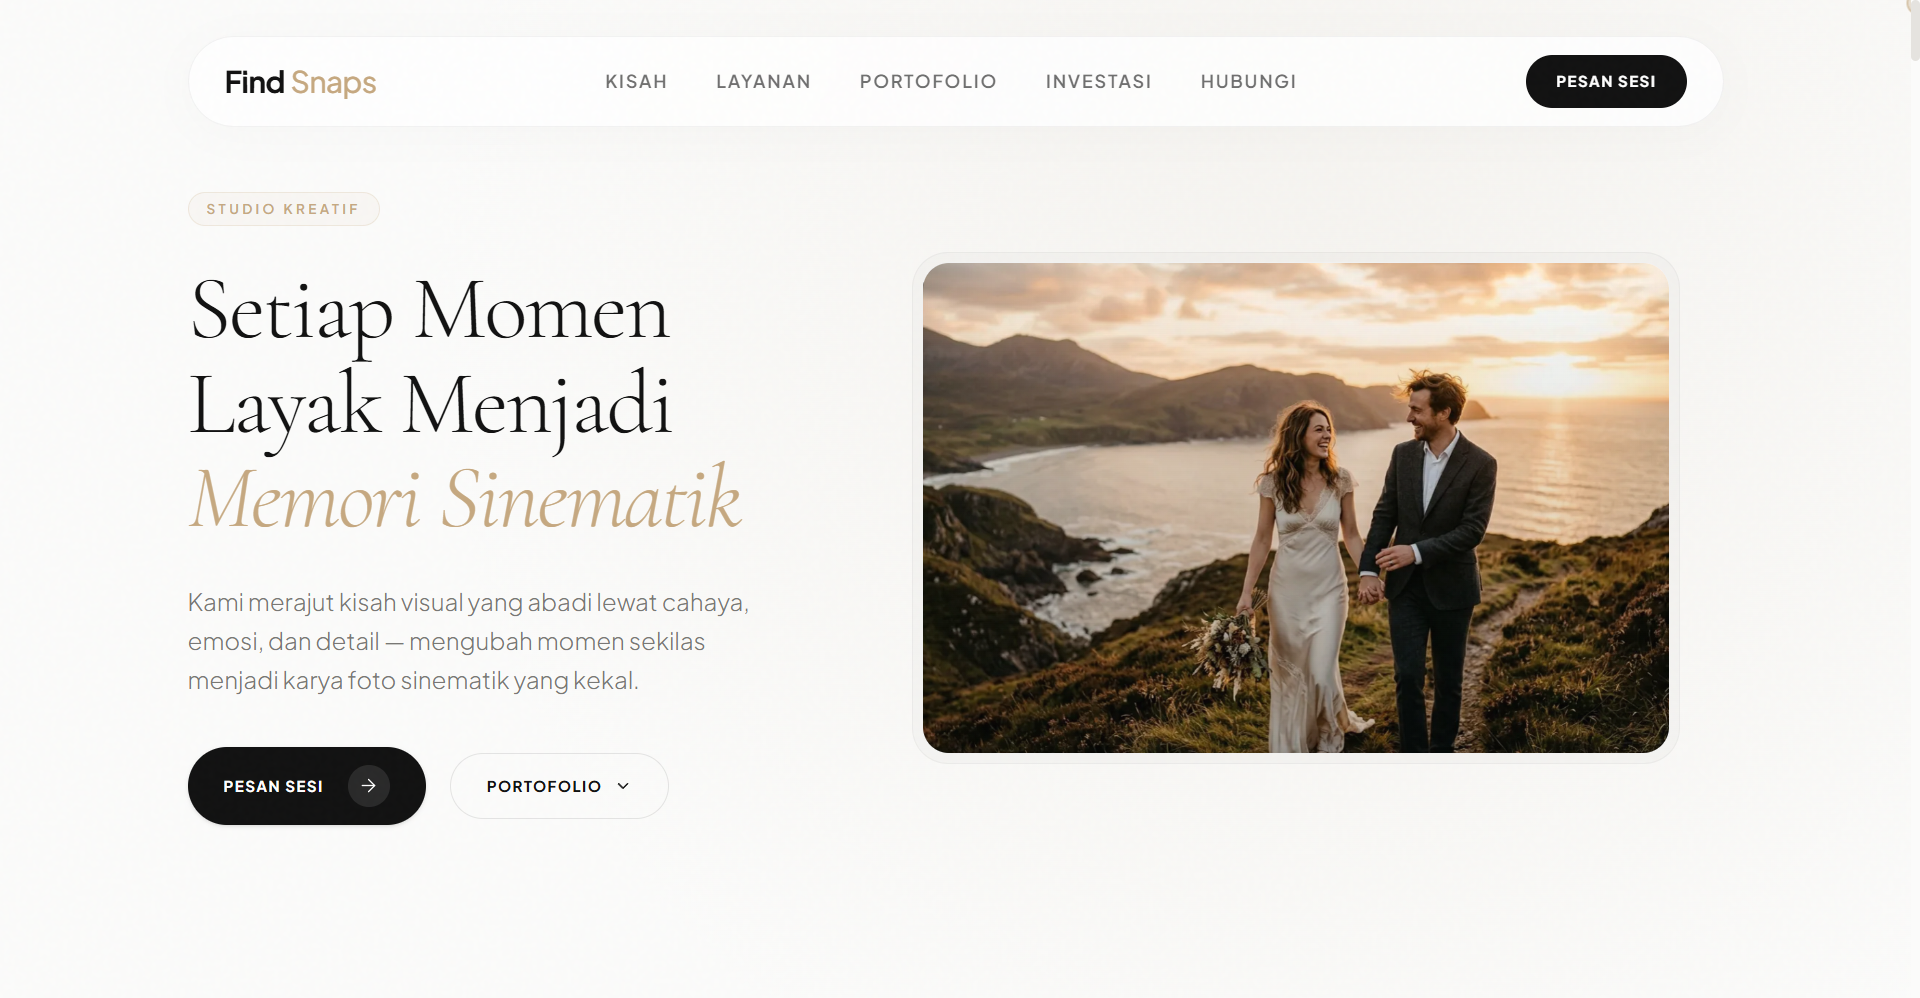 Find Snaps
KISAH
LAYANAN
PORTOFOLIO
INVESTASI
HUBUNGI
PESAN SESI
STUDIO KREATIF
Setiap Momen
Layak Menjadi
Memori Sinematik
Kami merajut kisah visual yang abadi lewat cahaya,
emosi, dan detail — mengubah momen sekilas
menjadi karya foto sinematik yang kekal.
PESAN SESI
PORTOFOLIO